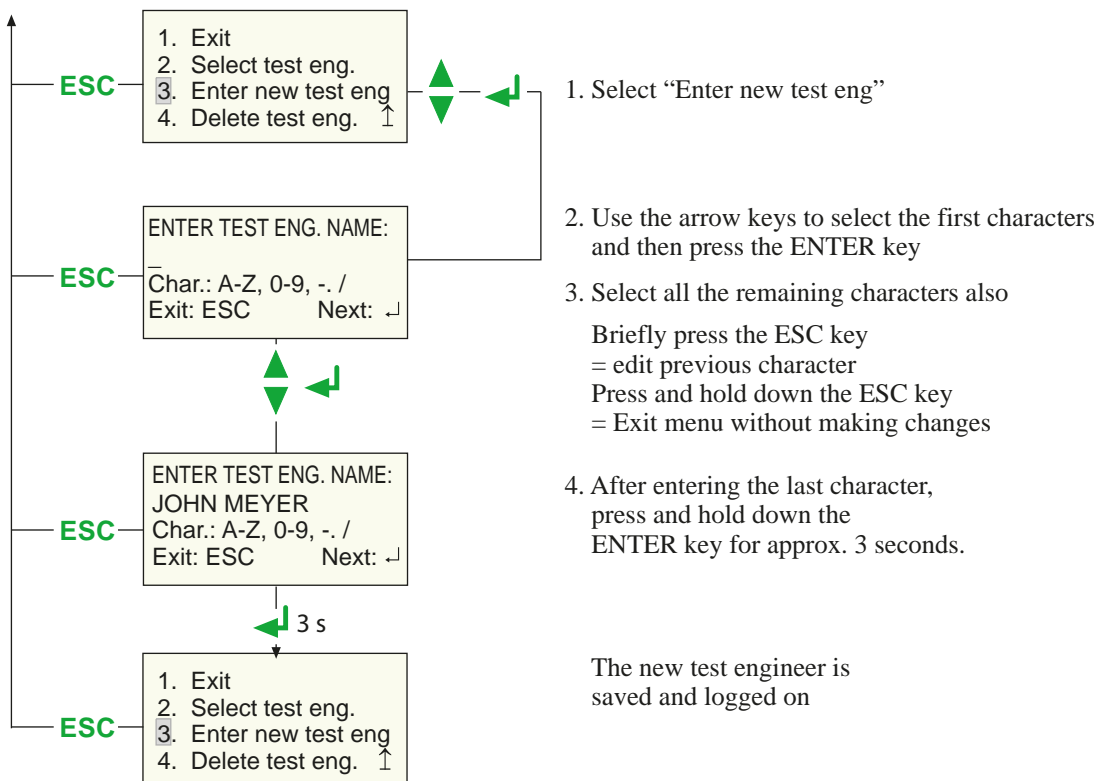 1. Exit
2. Select test eng.
3. Enter new test eng
4. Delete test eng. ↥
ESC
1. Select “Enter new test eng”
ENTER TEST ENG. NAME:
_
Char.: A-Z, 0-9, -. /
Exit: ESC Next: ↵
ESC
2. Use the arrow keys to select the first characters
and then press the ENTER key
3. Select all the remaining characters also
Briefly press the ESC key
= edit previous character
Press and hold down the ESC key
= Exit menu without making changes
ENTER TEST ENG. NAME:
JOHN MEYER
Char.: A-Z, 0-9, -. /
Exit: ESC Next: ↵
ESC
4. After entering the last character,
press and hold down the
ENTER key for approx. 3 seconds.
3 s
1. Exit
2. Select test eng.
3. Enter new test eng
4. Delete test eng. ↥
ESC
The new test engineer is
saved and logged on